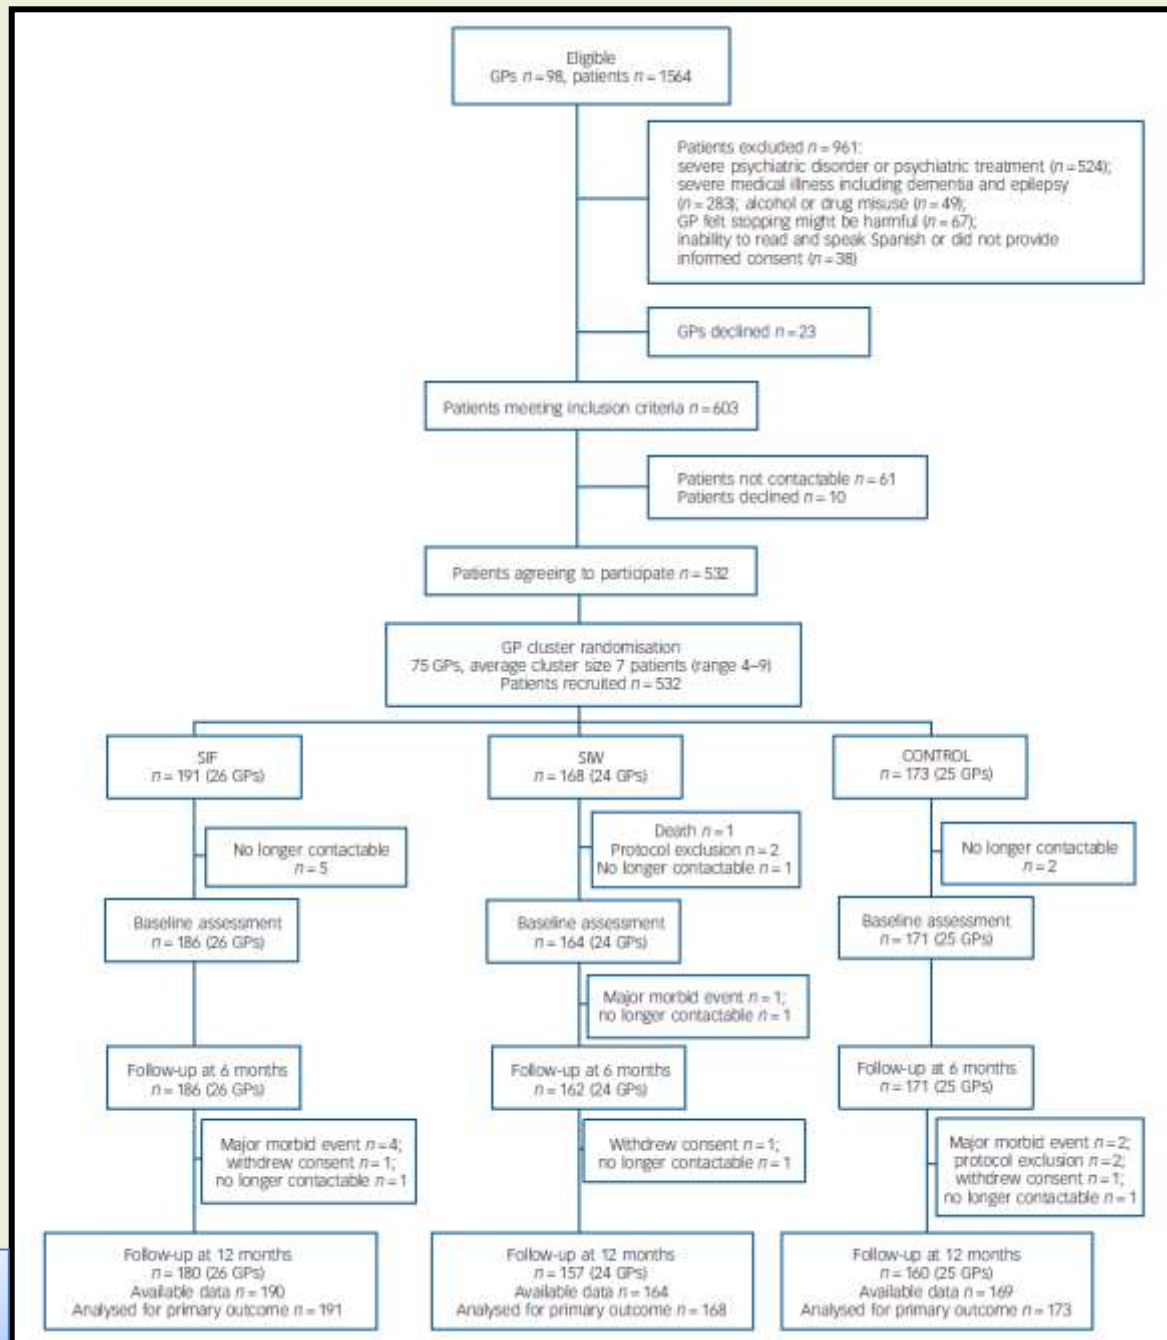 Eligible
GPs n=98, patients n=1564
Patients excluded n=961:
severe psychiatric disorder or psychiatric treatment (n=524);
severe medical illness including dementia and epilepsy
(n=283); alcohol or drug misuse (n=49);
GP felt stopping might be harmful (n=67);
inability to read and speak Spanish or did not provide
informed consent (n=38)
GPs declined n=23
Patients meeting inclusion criteria n=603
Patients not contactable n=61
Patients declined n=10
Patients agreeing to participate n=532
GP cluster randomisation
75 GPs, average cluster size 7 patients (range 4–9)
Patients recruited n=532
SIF
n=191 (26 GPs)
SIW
n=168 (24 GPs)
CONTROL
n=173 (25 GPs)
No longer contactable
n=5
Death n=1
Protocol exclusion n=2
No longer contactable n=1
No longer contactable
n=2
Baseline assessment
n=186 (26 GPs)
Baseline assessment
n=164 (24 GPs)
Baseline assessment
n=171 (25 GPs)
Major morbid event n=1;
no longer contactable n=1
Follow-up at 6 months
n=186 (26 GPs)
Follow-up at 6 months
n=162 (24 GPs)
Follow-up at 6 months
n=171 (25 GPs)
Major morbid event n=4;
withdrew consent n=1;
no longer contactable n=1
Withdrew consent n=1;
no longer contactable n=1
Major morbid event n=2;
protocol exclusion n=2;
withdrew consent n=1;
no longer contactable n=1
Follow-up at 12 months
n=180 (26 GPs)
Available data n=190
Analysed for primary outcome n=191
Follow-up at 12 months
n=157 (24 GPs)
Available data n=164
Analysed for primary outcome n=168
Follow-up at 12 months
n=160 (25 GPs)
Available data n=169
Analysed for primary outcome n=173